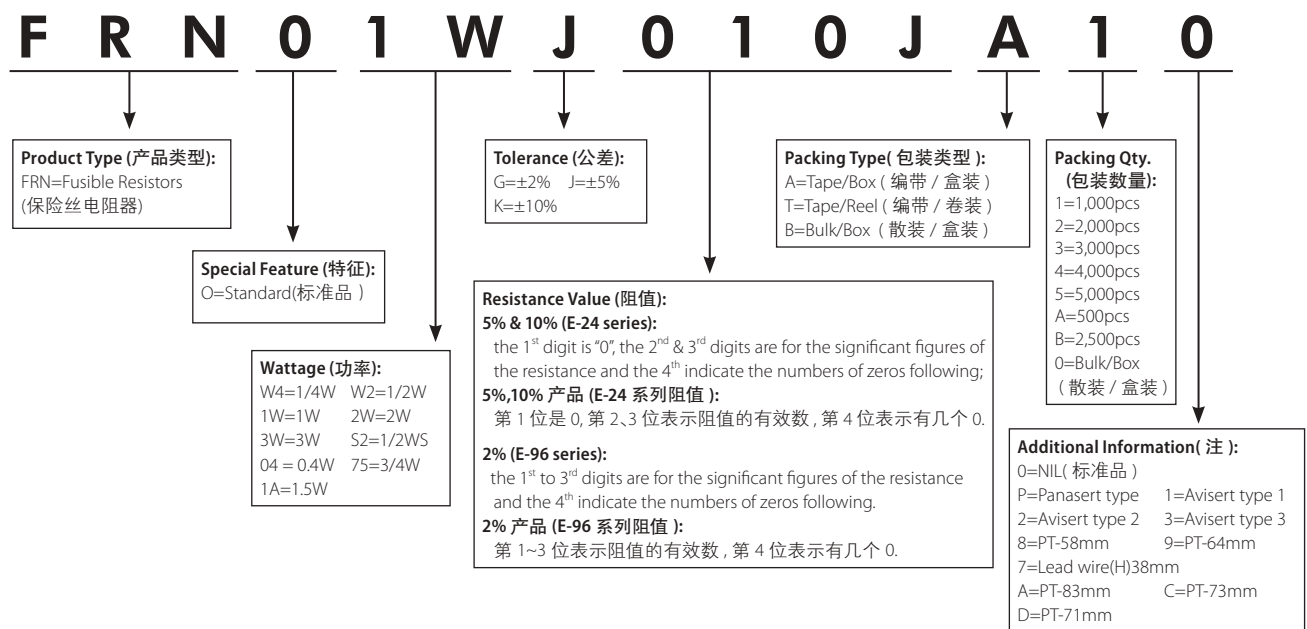 F R N 0 1 W J 0 1 0 J A 1 0
Product Type (产品类型):
FRN=Fusible Resistors
(保险丝电阻器)
Special Feature (特征):
O=Standard(标准品 )
Wattage (功率):
W4=1/4W W2=1/2W
1W=1W 2W=2W
3W=3W S2=1/2WS
04 = 0.4W 75=3/4W
1A=1.5W
Tolerance (公差):
G=±2% J=±5%
K=±10%
Resistance Value (阻值):
5% & 10% (E-24 series):
the 1st digit is "0", the 2nd & 3rd digits are for the significant figures of
the resistance and the 4th indicate the numbers of zeros following;
5%,10% 产品 (E-24 系列阻值 ):
第 1 位是 0, 第 2、3 位表示阻值的有效数 , 第 4 位表示有几个 0.
2% (E-96 series):
the 1st to 3rd digits are for the significant figures of the resistance
and the 4th indicate the numbers of zeros following.
2% 产品 (E-96 系列阻值 ):
第 1~3 位表示阻值的有效数 , 第 4 位表示有几个 0.
Packing Type( 包装类型 ):
A=Tape/Box ( 编带 / 盒装 )
T=Tape/Reel ( 编带 / 卷装 )
B=Bulk/Box ( 散装 / 盒装 )
Packing Qty.
(包装数量):
1=1,000pcs
2=2,000pcs
3=3,000pcs
4=4,000pcs
5=5,000pcs
A=500pcs
B=2,500pcs
0=Bulk/Box
( 散装 / 盒装 )
Additional Information( 注 ):
0=NIL( 标准品 )
P=Panasert type 1=Avisert type 1
2=Avisert type 2 3=Avisert type 3
8=PT-58mm 9=PT-64mm
7=Lead wire(H)38mm
A=PT-83mm C=PT-73mm
D=PT-71mm